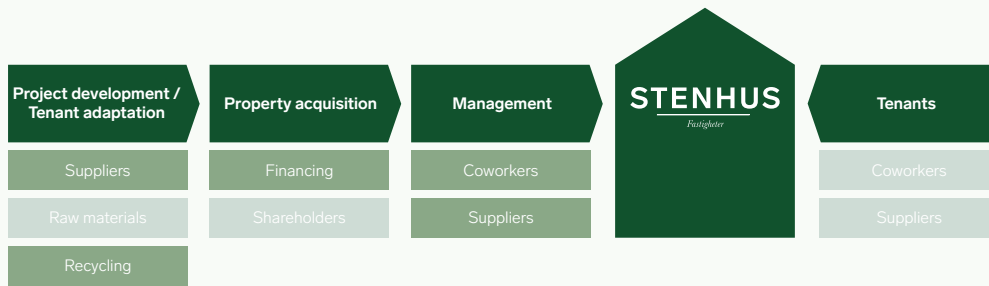 Project development /
Tenant adaptation
Suppliers
Raw materials
Recycling
Property acquisition
Financing
Shareholders
Management
Coworkers
Suppliers
STENHUS
Fastigheter
Tenants
Coworkers
Suppliers